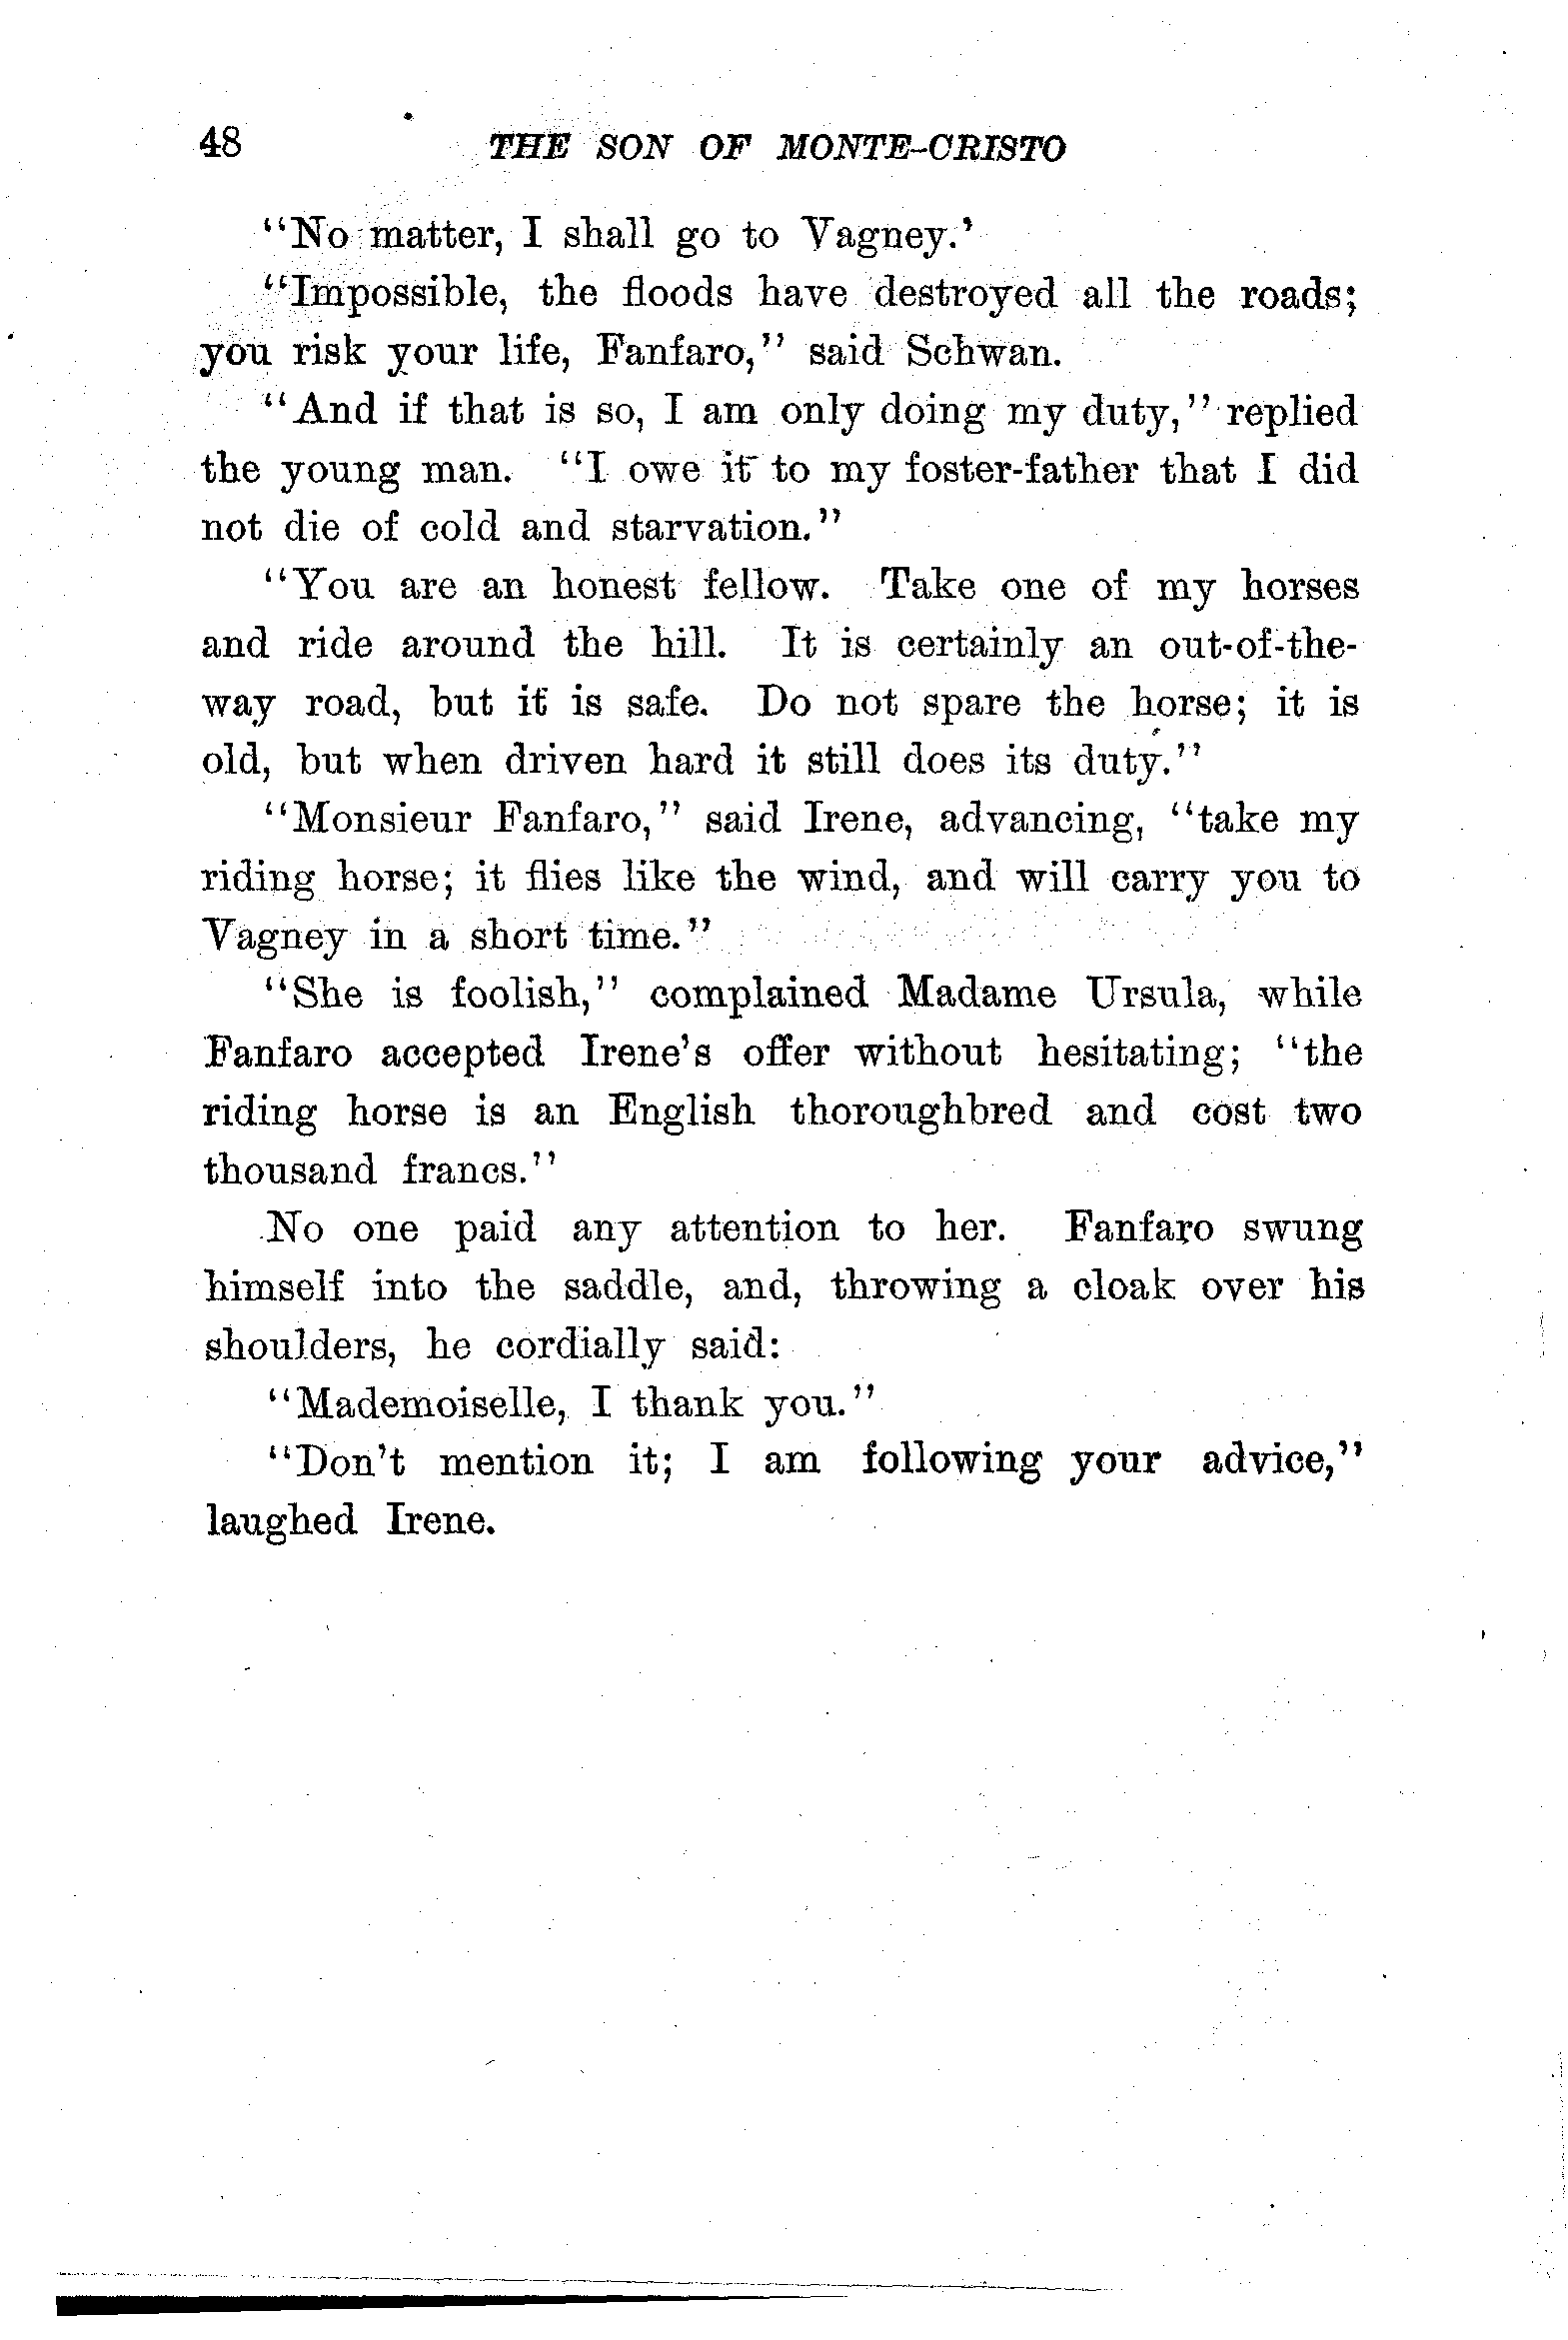 48 THE SON OF MONTE-CRISTO
"No matter, I shall go to Vagney.'
"Impossible, the floods have destroyed all the roads;
you risk your life, Fanfaro," said Schwan.
"And if that is so, I am only doing my duty," replied
the young man. "I owe it to my foster-father that I did
not die of cold and starvation."
"You are an honest fellow. Take one of my horses
and ride around the hill. It is certainly an out-of-the-
way road, but it is safe. Do not spare the horse; it is
old, but when driven hard it still does its duty."
"Monsieur Fanfaro," said Irene, advancing, "take my
riding horse; it flies like the wind, and will carry you to
Vagney in a short time."
"She is foolish," complained Madame Ursula, while
Fanfaro accepted Irene's offer without hesitating; "the
riding horse is an English thoroughbred and cost two
thousand francs."
No one paid any attention to her. Fanfaro swung
himself into the saddle, and, throwing a cloak over his
shoulders, he cordially said:
"Mademoiselle, I thank you."
"Don't mention it; I am following your advice,"
laughed Irene.